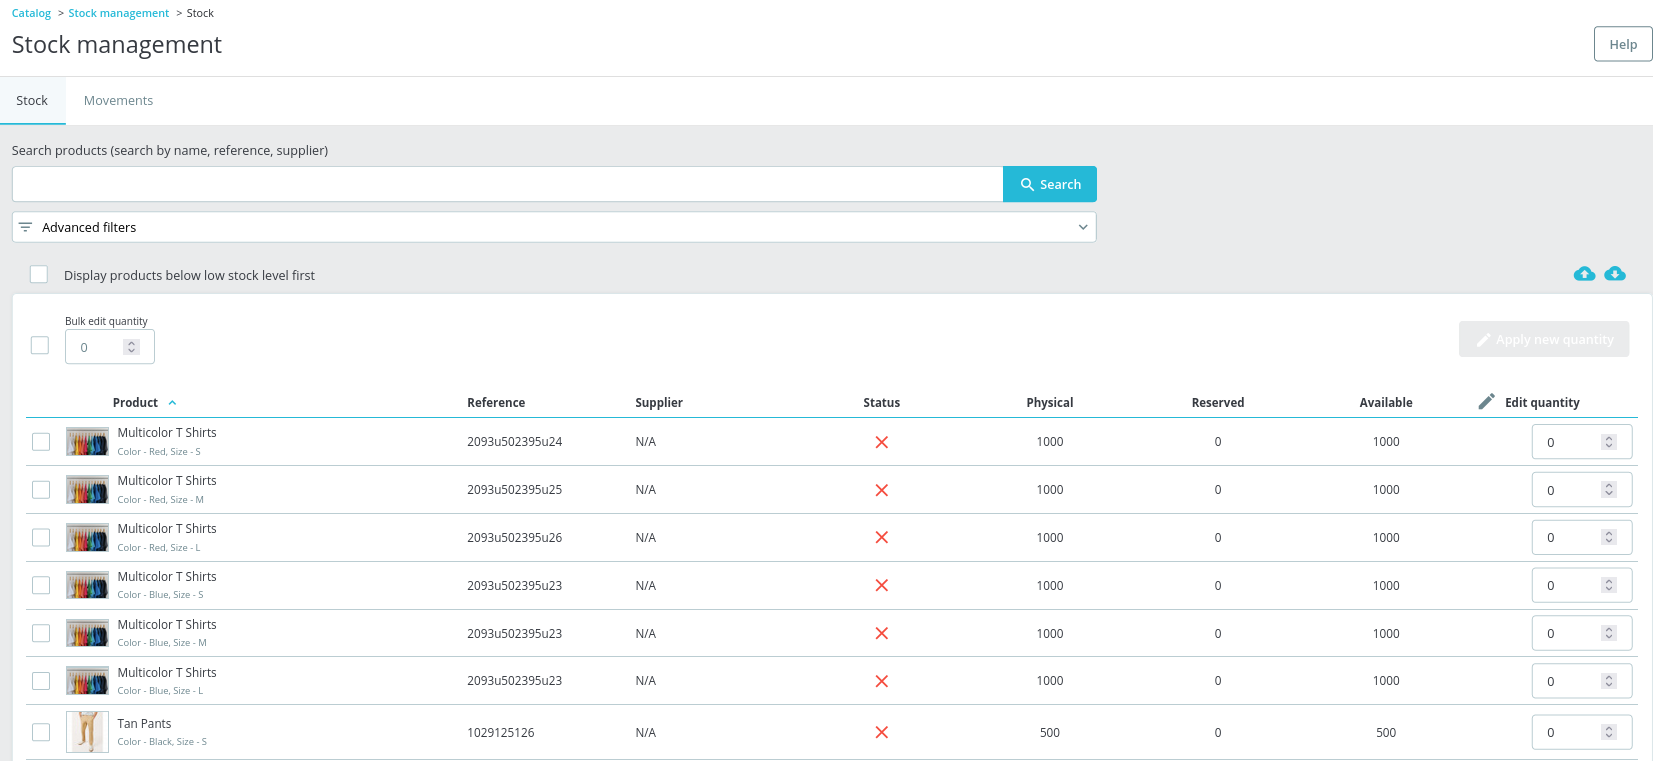 Catalog > Stock management > Stock
Stock management
Help
Stock Movements
Search products (search by name, reference, supplier)
Search
Advanced filters
Display products below low stock level first
Bulk edit quantity
0
Apply new quantity
Product Reference Supplier Status Physical Reserved Available Edit quantity
Multicolor T Shirts
Color - Red, Size - S
2093u502395u24 N/A 1000 0 1000 0
Multicolor T Shirts
Color - Red, Size - M
2093u502395u25 N/A 1000 0 1000 0
Multicolor T Shirts
Color - Red, Size - L
2093u502395u26 N/A 1000 0 1000 0
Multicolor T Shirts
Color - Blue, Size - S
2093u502395u23 N/A 1000 0 1000 0
Multicolor T Shirts
Color - Blue, Size - M
2093u502395u23 N/A 1000 0 1000 0
Multicolor T Shirts
Color - Blue, Size - L
2093u502395u23 N/A 1000 0 1000 0
Tan Pants
Color - Black, Size - S
1029125126 N/A 500 0 500 0